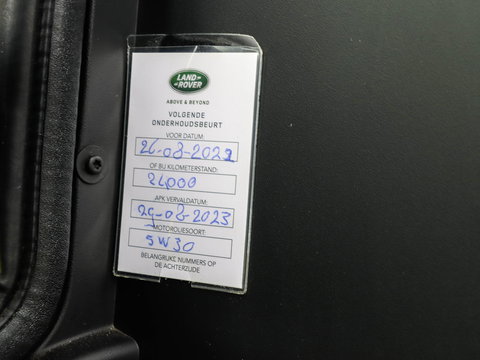 LAND-
-ROVER
ABOVE & BEYOND
VOLGENDE
ONDERHOUDSBEURT
VOOR DATUM:
26-08-2021
OF BIJ KILOMETERSTAND:
26000
APK VERVALDATUM:
29-08-2023
MOTOROLIESOORT:
5W30
BELANGRIJKE NUMMERS OP
DE ACHTERZIJDE